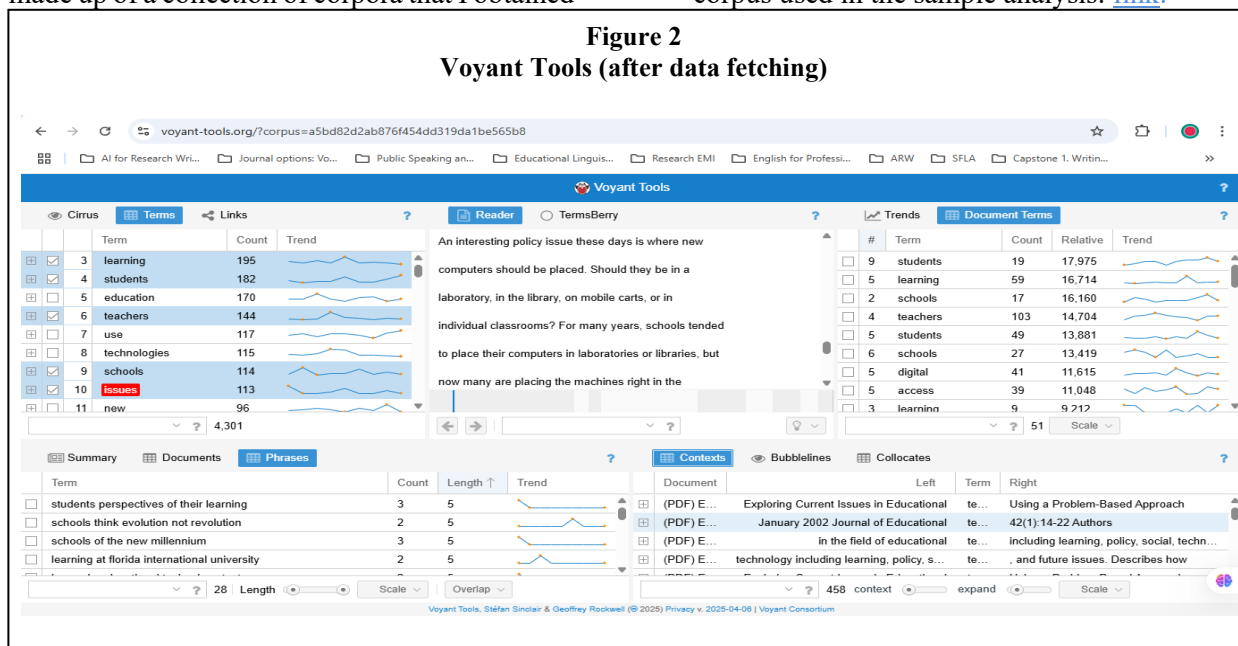 made up of a collection of corpora that I obtained
corpus used in the sample analysis: link.
Figure 2
Voyant Tools (after data fetching)
voyant-tools.org/?corpus=a5bd82d2ab876f454dd319da1be565b8
AI for Research Wri... Journal options: Vo... Public Speaking an... Educational Linguis... Research EMI English for Professi... ARW SFLA Capstone 1. Writin... »
Voyant Tools ?
Cirrus Terms Links ?
Term Count Trend
3 learning 195
4 students 182
5 education 170
6 teachers 144
7 use 117
8 technologies 115
9 schools 114
10 issues 113
11 new 96
? 4,301
Reader TermsBerry ?
An interesting policy issue these days is where new
computers should be placed. Should they be in a
laboratory, in the library, on mobile carts, or in
individual classrooms? For many years, schools tended
to place their computers in laboratories or libraries, but
now many are placing the machines right in the
?
Trends Document Terms ?
# Term Count Relative Trend
9 students 19 17,975
5 learning 59 16,714
2 schools 17 16,160
4 teachers 103 14,704
5 students 49 13,881
6 schools 27 13,419
5 digital 41 11,615
5 access 39 11,048
3 learning 9 9,212
? 51 Scale
Summary Documents Phrases ?
Term Count Length ↑ Trend
students perspectives of their learning 3 5
schools think evolution not revolution 2 5
schools of the new millennium 3 5
learning at florida international university 2 5
? 28 Length Scale Overlap
Contexts Bubblelines Collocates ?
Document Left Term Right
(PDF) E... Exploring Current Issues in Educational te... Using a Problem-Based Approach
(PDF) E... January 2002 Journal of Educational te... 42(1):14-22 Authors
(PDF) E... in the field of educational te... including learning, policy, social, techn...
(PDF) E... technology including learning, policy, s... te... , and future issues. Describes how
? 458 context expand Scale
Voyant Tools, Stéfan Sinclair & Geoffrey Rockwell (© 2025) Privacy v. 2025-04-06 | Voyant Consortium